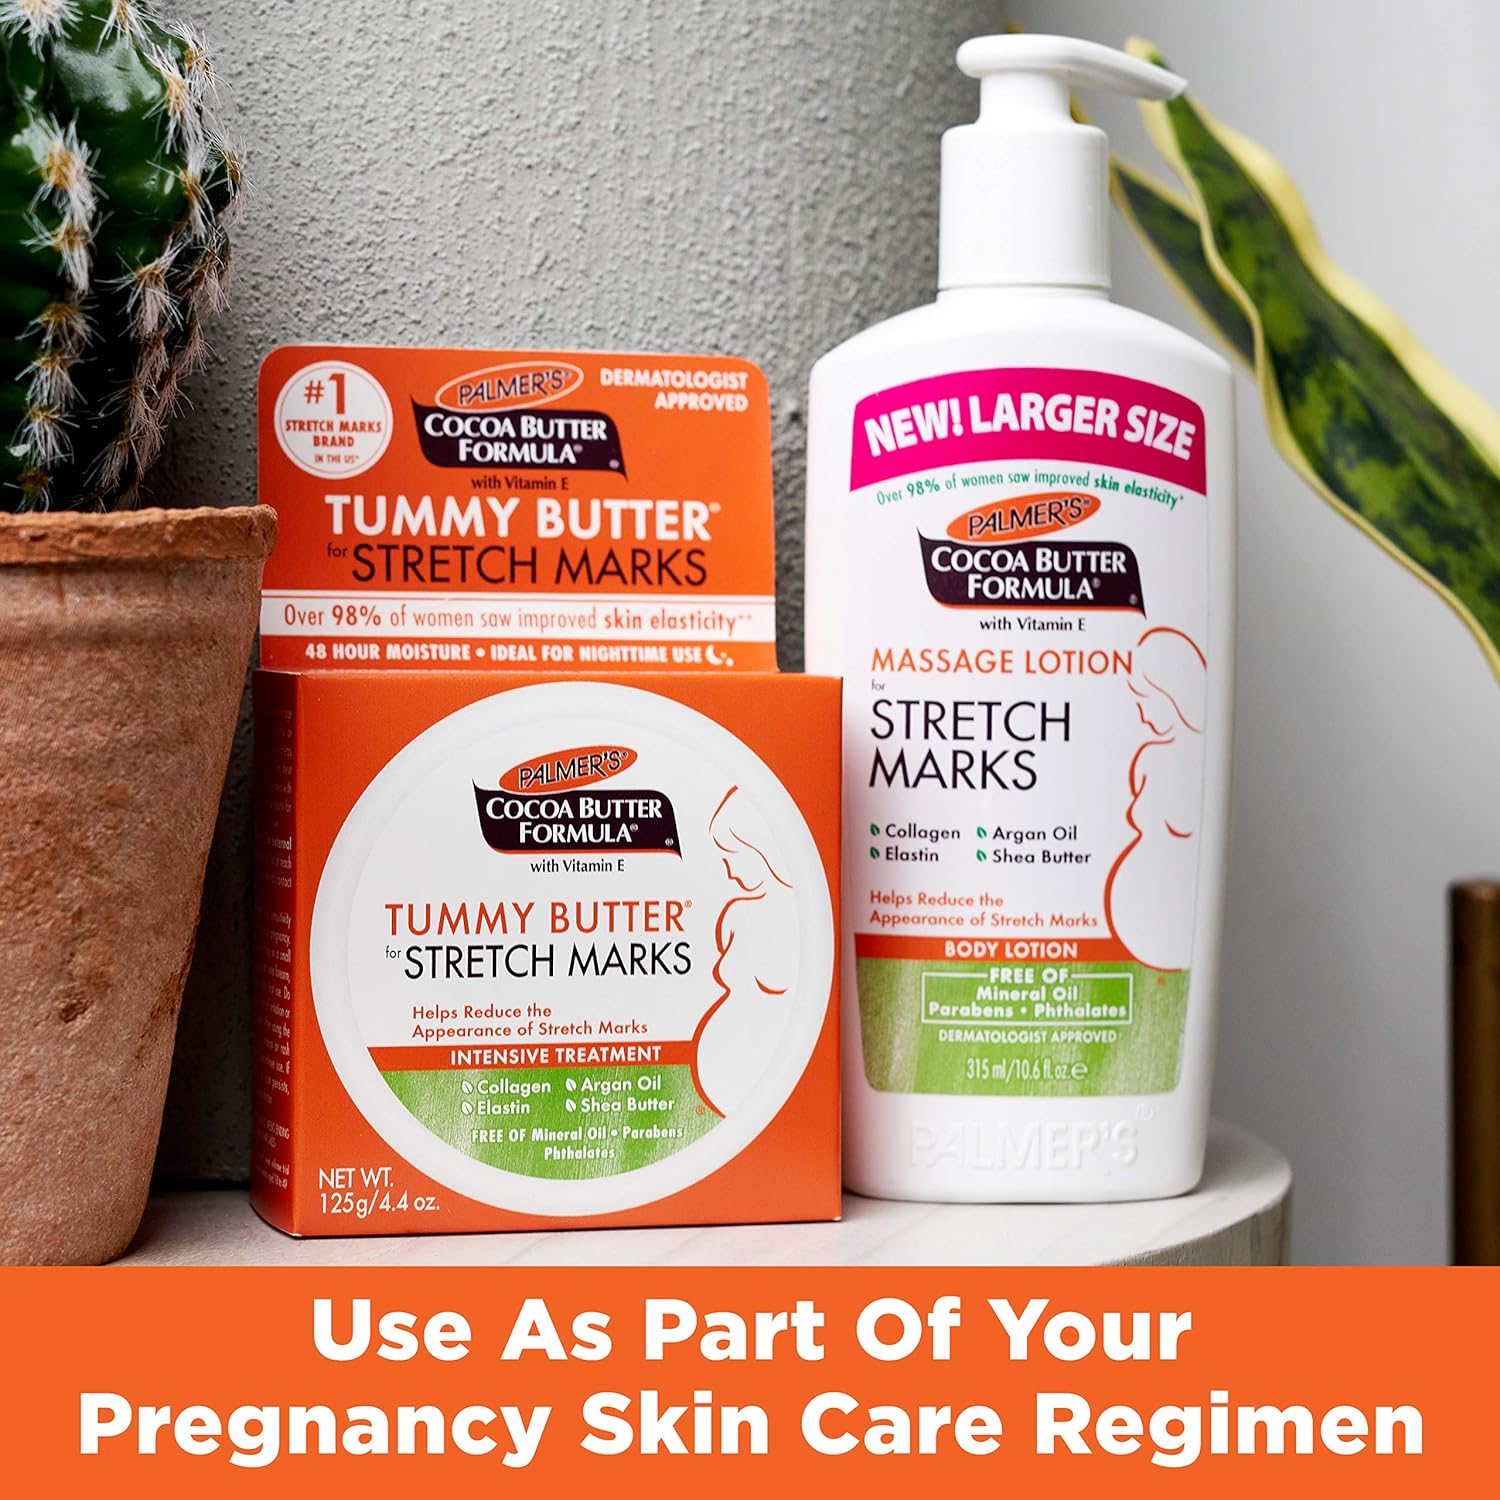 #1
STRETCH MARKS
BRAND
IN THE US*
PALMER'S®
COCOA BUTTER
FORMULA®
with Vitamin E
DERMATOLOGIST
APPROVED
TUMMY BUTTER®
for STRETCH MARKS
Over 98% of women saw improved skin elasticity**
48 HOUR MOISTURE • IDEAL FOR NIGHTTIME USE
PALMER'S®
COCOA BUTTER
FORMULA®
with Vitamin E
TUMMY BUTTER®
for STRETCH MARKS
Helps Reduce the
Appearance of Stretch Marks
INTENSIVE TREATMENT
Collagen Argan Oil
Elastin Shea Butter
FREE OF Mineral Oil • Parabens
Phthalates
NET WT.
125g/4.4 oz.
NEW! LARGER SIZE
Over 98% of women saw improved skin elasticity*
PALMER'S®
COCOA BUTTER
FORMULA®
with Vitamin E
MASSAGE LOTION
for
STRETCH
MARKS
Collagen Argan Oil
Elastin Shea Butter
Helps Reduce the
Appearance of Stretch Marks
BODY LOTION
FREE OF
Mineral Oil
Parabens • Phthalates
DERMATOLOGIST APPROVED
315 ml/10.6 fl. oz. e
PALMER'S®
Use As Part Of Your
Pregnancy Skin Care Regimen